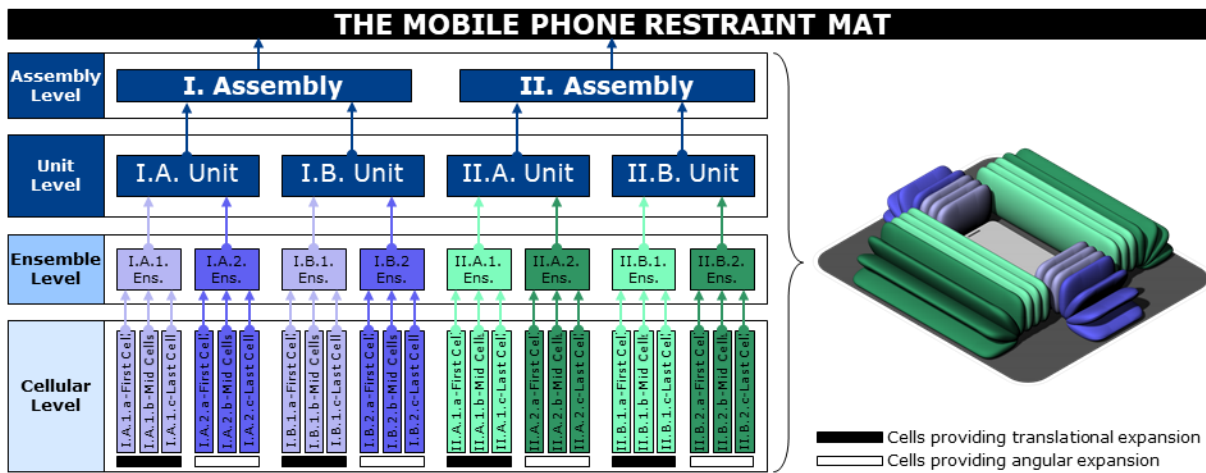 THE MOBILE PHONE RESTRAINT MAT
Assembly
Level
I. Assembly
II. Assembly
Unit
Level
I.A. Unit
I.B. Unit
II.A. Unit
II.B. Unit
Ensemble
Level
I.A.1.
Ens.
I.A.2.
Ens.
I.B.1.
Ens.
I.B.2
Ens.
II.A.1.
Ens.
II.A.2.
Ens.
II.B.1.
Ens.
II.B.2.
Ens.
Cellular
Level
I.A.1.a-First Cell
I.A.1.b-Mid Cells
I.A.1.c-Last Cell
I.A.2.a-First Cell
I.A.2.b-Mid Cells
I.A.2.c-Last Cell
I.B.1.a-First Cell
I.B.1.b-Mid Cells
I.B.1.c-Last Cell
I.B.2.a-First Cell
I.B.2.b-Mid Cells
I.B.2.c-Last Cell
II.A.1.a-First Cell
II.A.1.b-Mid Cells
II.A.1.c-Last Cell
II.A.2.a-First Cell
II.A.2.b-Mid Cells
II.A.2.c-Last Cell
II.B.1.a-First Cell
II.B.1.b-Mid Cells
II.B.1.c-Last Cell
II.B.2.a-First Cell
II.B.2.b-Mid Cells
II.B.2.c-Last Cell
Cells providing translational expansion
Cells providing angular expansion